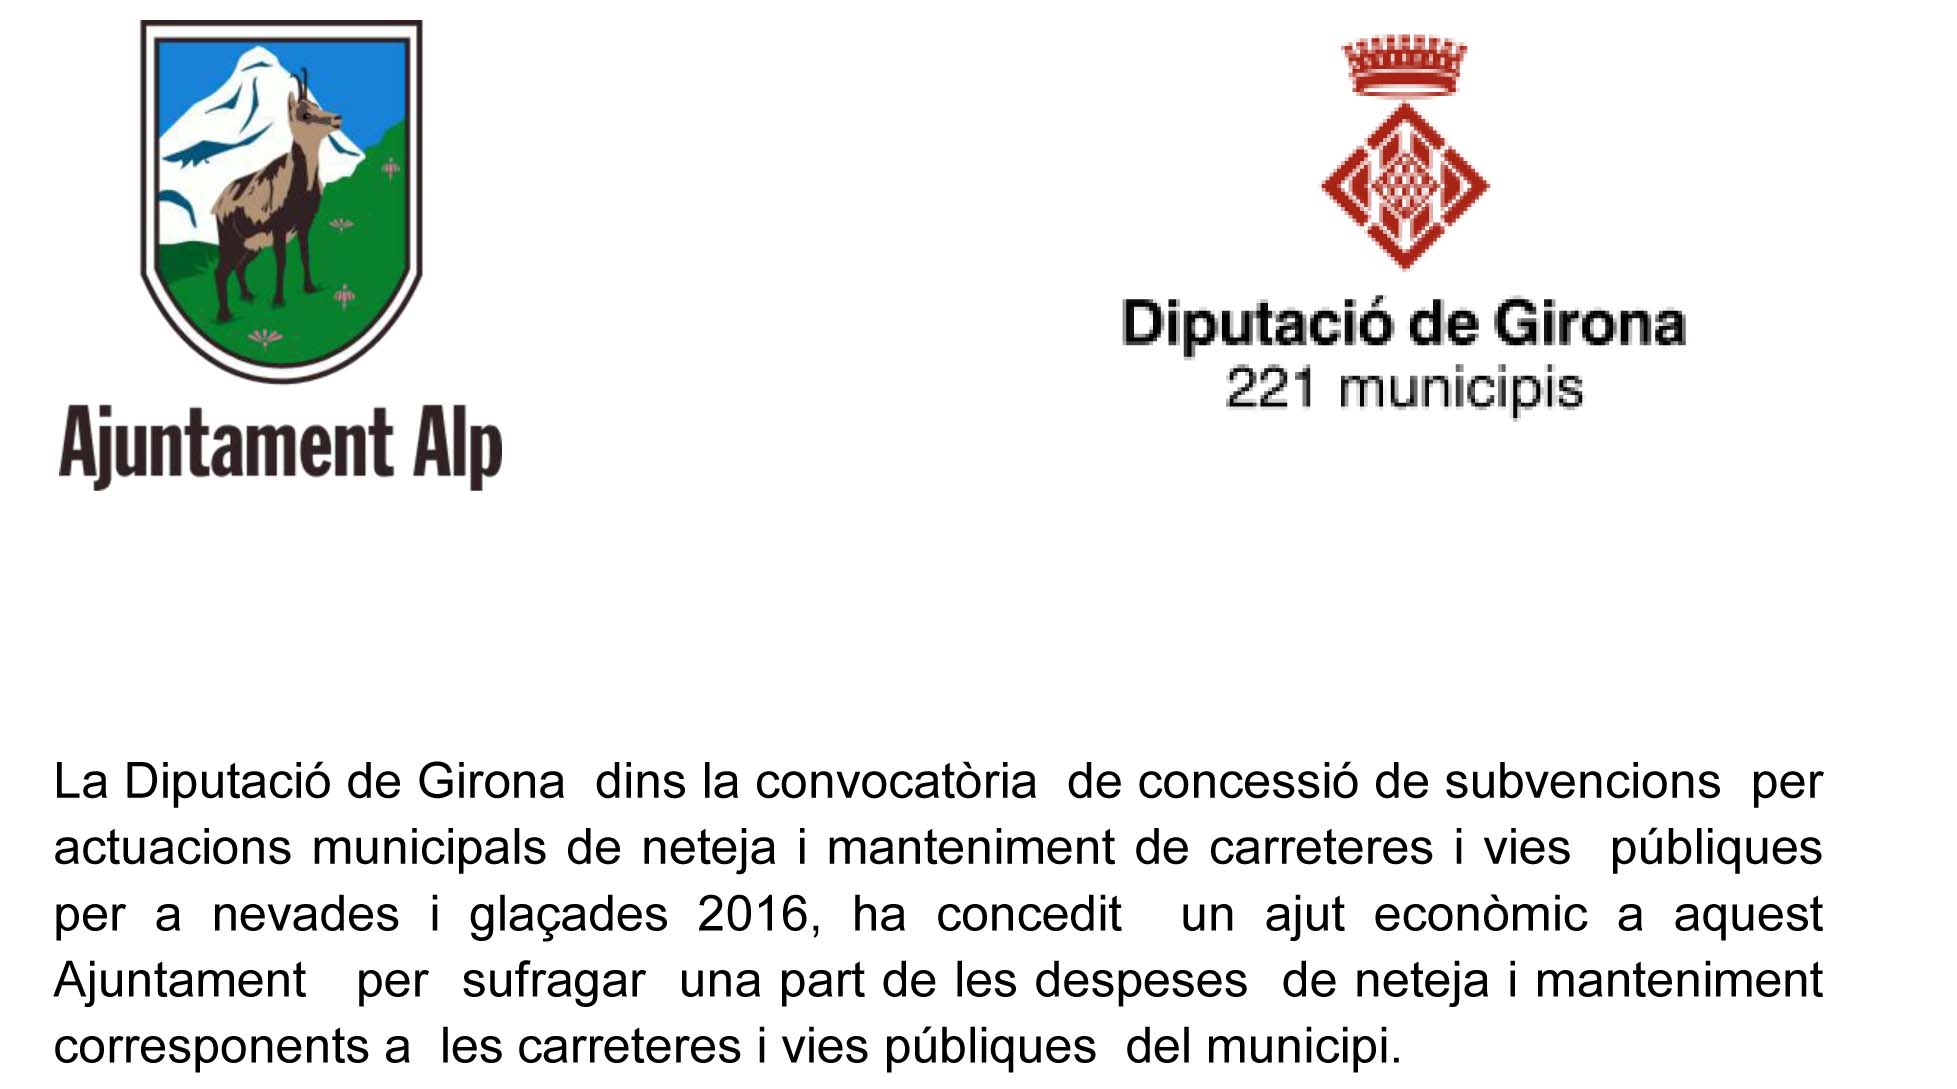 Ajuntament Alp
Diputació de Girona
221 municipis
La Diputació de Girona dins la convocatòria de concessió de subvencions per
actuacions municipals de neteja i manteniment de carreteres i vies públiques
per a nevades i glaçades 2016, ha concedit un ajut econòmic a aquest
Ajuntament per sufragar una part de les despeses de neteja i manteniment
corresponents a les carreteres i vies públiques del municipi.